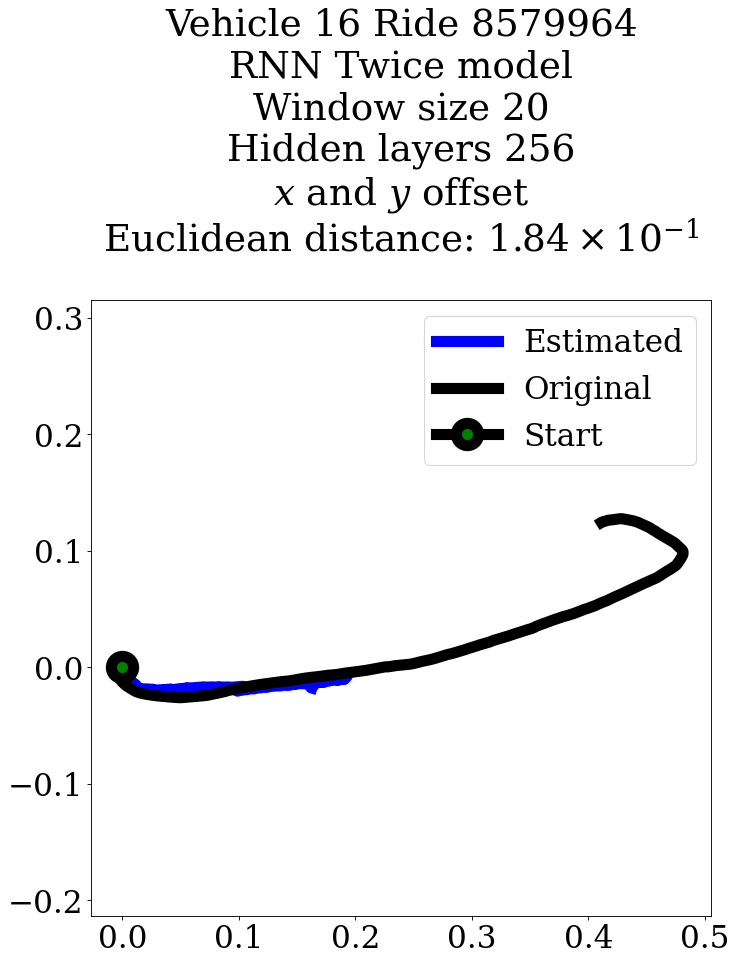 Vehicle 16 Ride 8579964
RNN Twice model
Window size 20
Hidden layers 256
x and y offset
Euclidean distance: 1.84 × 10⁻¹
0.3
0.2
0.1
0.0
−0.1
−0.2
Estimated
Original
Start
0.0 0.1 0.2 0.3 0.4 0.5